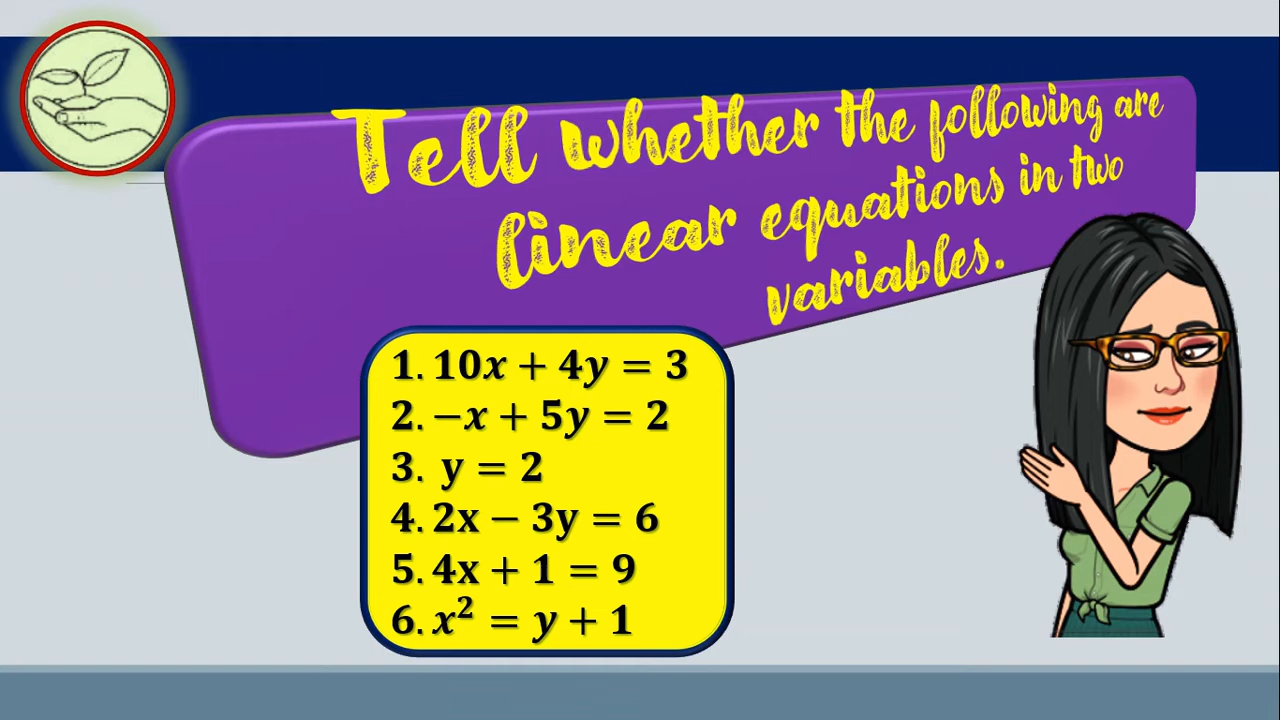 Tell whether the following are
linear equations in two
variables.
1. 10x + 4y = 3
2. −x + 5y = 2
3. y = 2
4. 2x − 3y = 6
5. 4x + 1 = 9
6. x² = y + 1